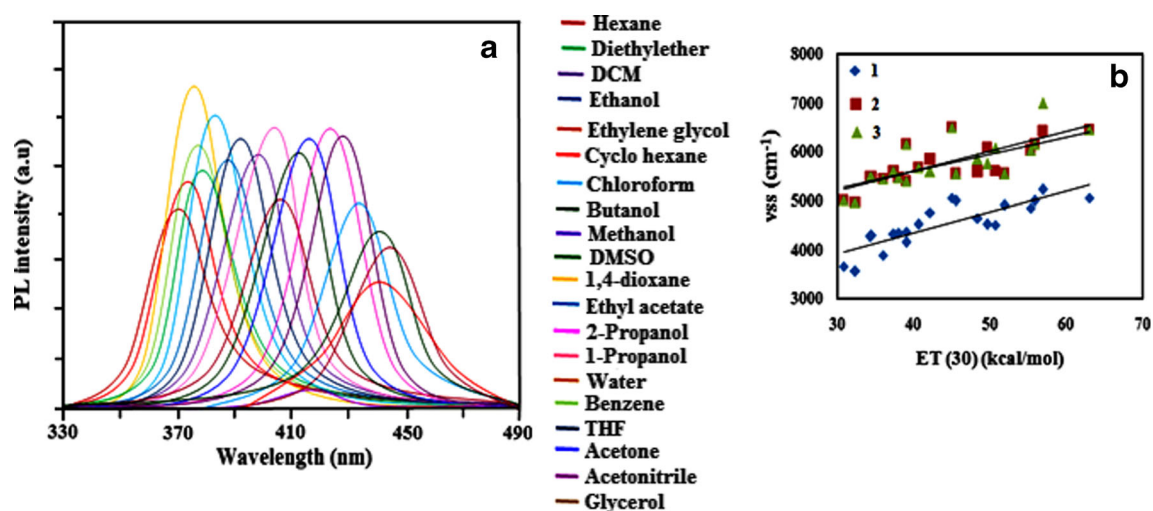 a
PL intensity (a.u)
330 370 410 450 490
Wavelength (nm)
Hexane
Diethylether
DCM
Ethanol
Ethylene glycol
Cyclo hexane
Chloroform
Butanol
Methanol
DMSO
1,4-dioxane
Ethyl acetate
2-Propanol
1-Propanol
Water
Benzene
THF
Acetone
Acetonitrile
Glycerol
b
1
2
3
8000
7000
6000
5000
4000
3000
νss (cm⁻¹)
30 40 50 60 70
ET (30) (kcal/mol)